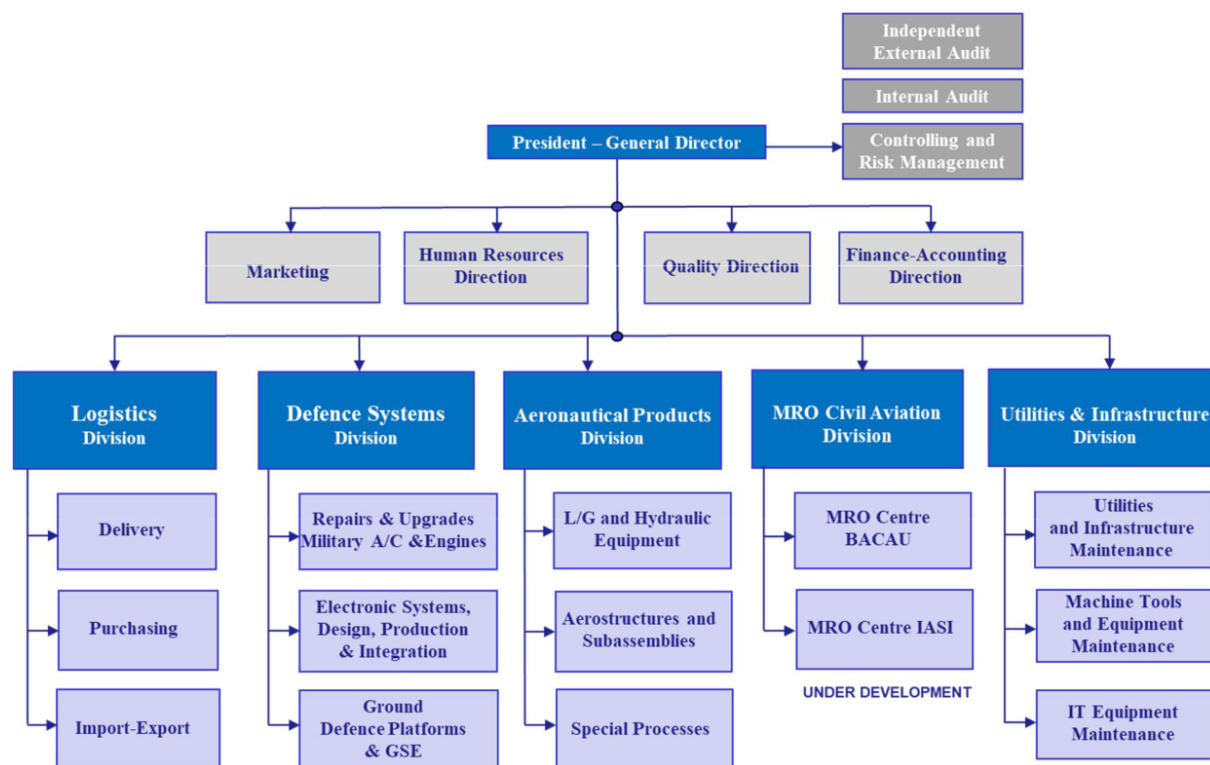 Independent
External Audit
Internal Audit
Controlling and
Risk Management
President – General Director
Marketing
Human Resources
Direction
Quality Direction
Finance-Accounting
Direction
Logistics
Division
Defence Systems
Division
Aeronautical Products
Division
MRO Civil Aviation
Division
Utilities & Infrastructure
Division
Delivery
Purchasing
Import-Export
Repairs & Upgrades
Military A/C &Engines
Electronic Systems,
Design, Production
& Integration
Ground
Defence Platforms
& GSE
L/G and Hydraulic
Equipment
Aerostructures and
Subassemblies
Special Processes
MRO Centre
BACAU
MRO Centre IASI
UNDER DEVELOPMENT
Utilities
and Infrastructure
Maintenance
Machine Tools
and Equipment
Maintenance
IT Equipment
Maintenance